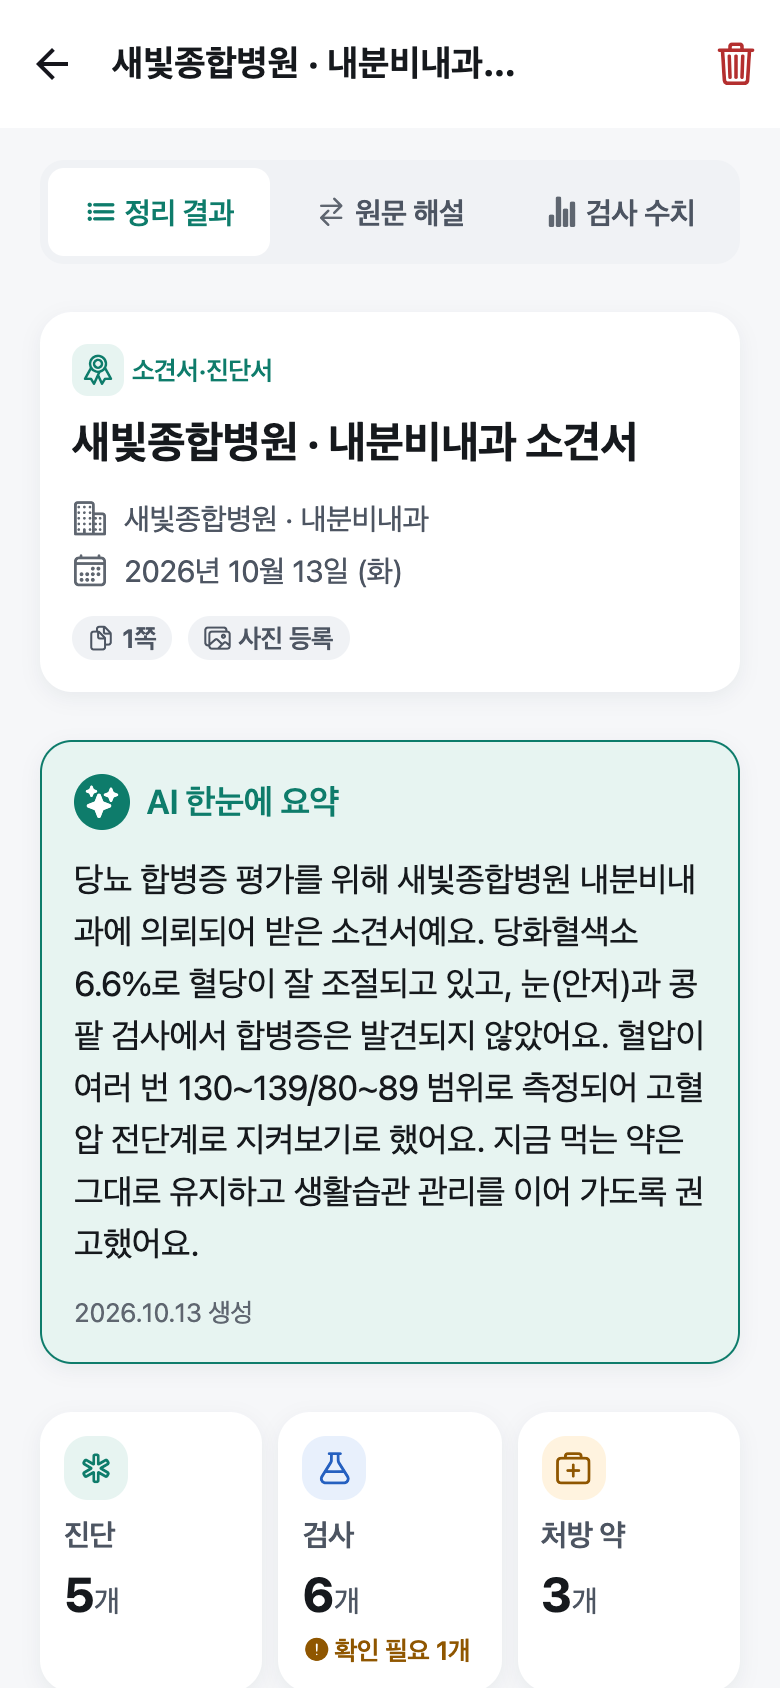 새빛종합병원 · 내분비내과...
정리 결과
원문 해설
검사 수치
소견서·진단서
새빛종합병원 · 내분비내과 소견서
새빛종합병원 · 내분비내과
2026년 10월 13일 (화)
1쪽
사진 등록
AI 한눈에 요약
당뇨 합병증 평가를 위해 새빛종합병원 내분비내
과에 의뢰되어 받은 소견서예요. 당화혈색소
6.6%로 혈당이 잘 조절되고 있고, 눈(안저)과 콩
팥 검사에서 합병증은 발견되지 않았어요. 혈압이
여러 번 130~139/80~89 범위로 측정되어 고혈
압 전단계로 지켜보기로 했어요. 지금 먹는 약은
그대로 유지하고 생활습관 관리를 이어 가도록 권
고했어요.
2026.10.13 생성
진단
5개
검사
6개
확인 필요 1개
처방 약
3개